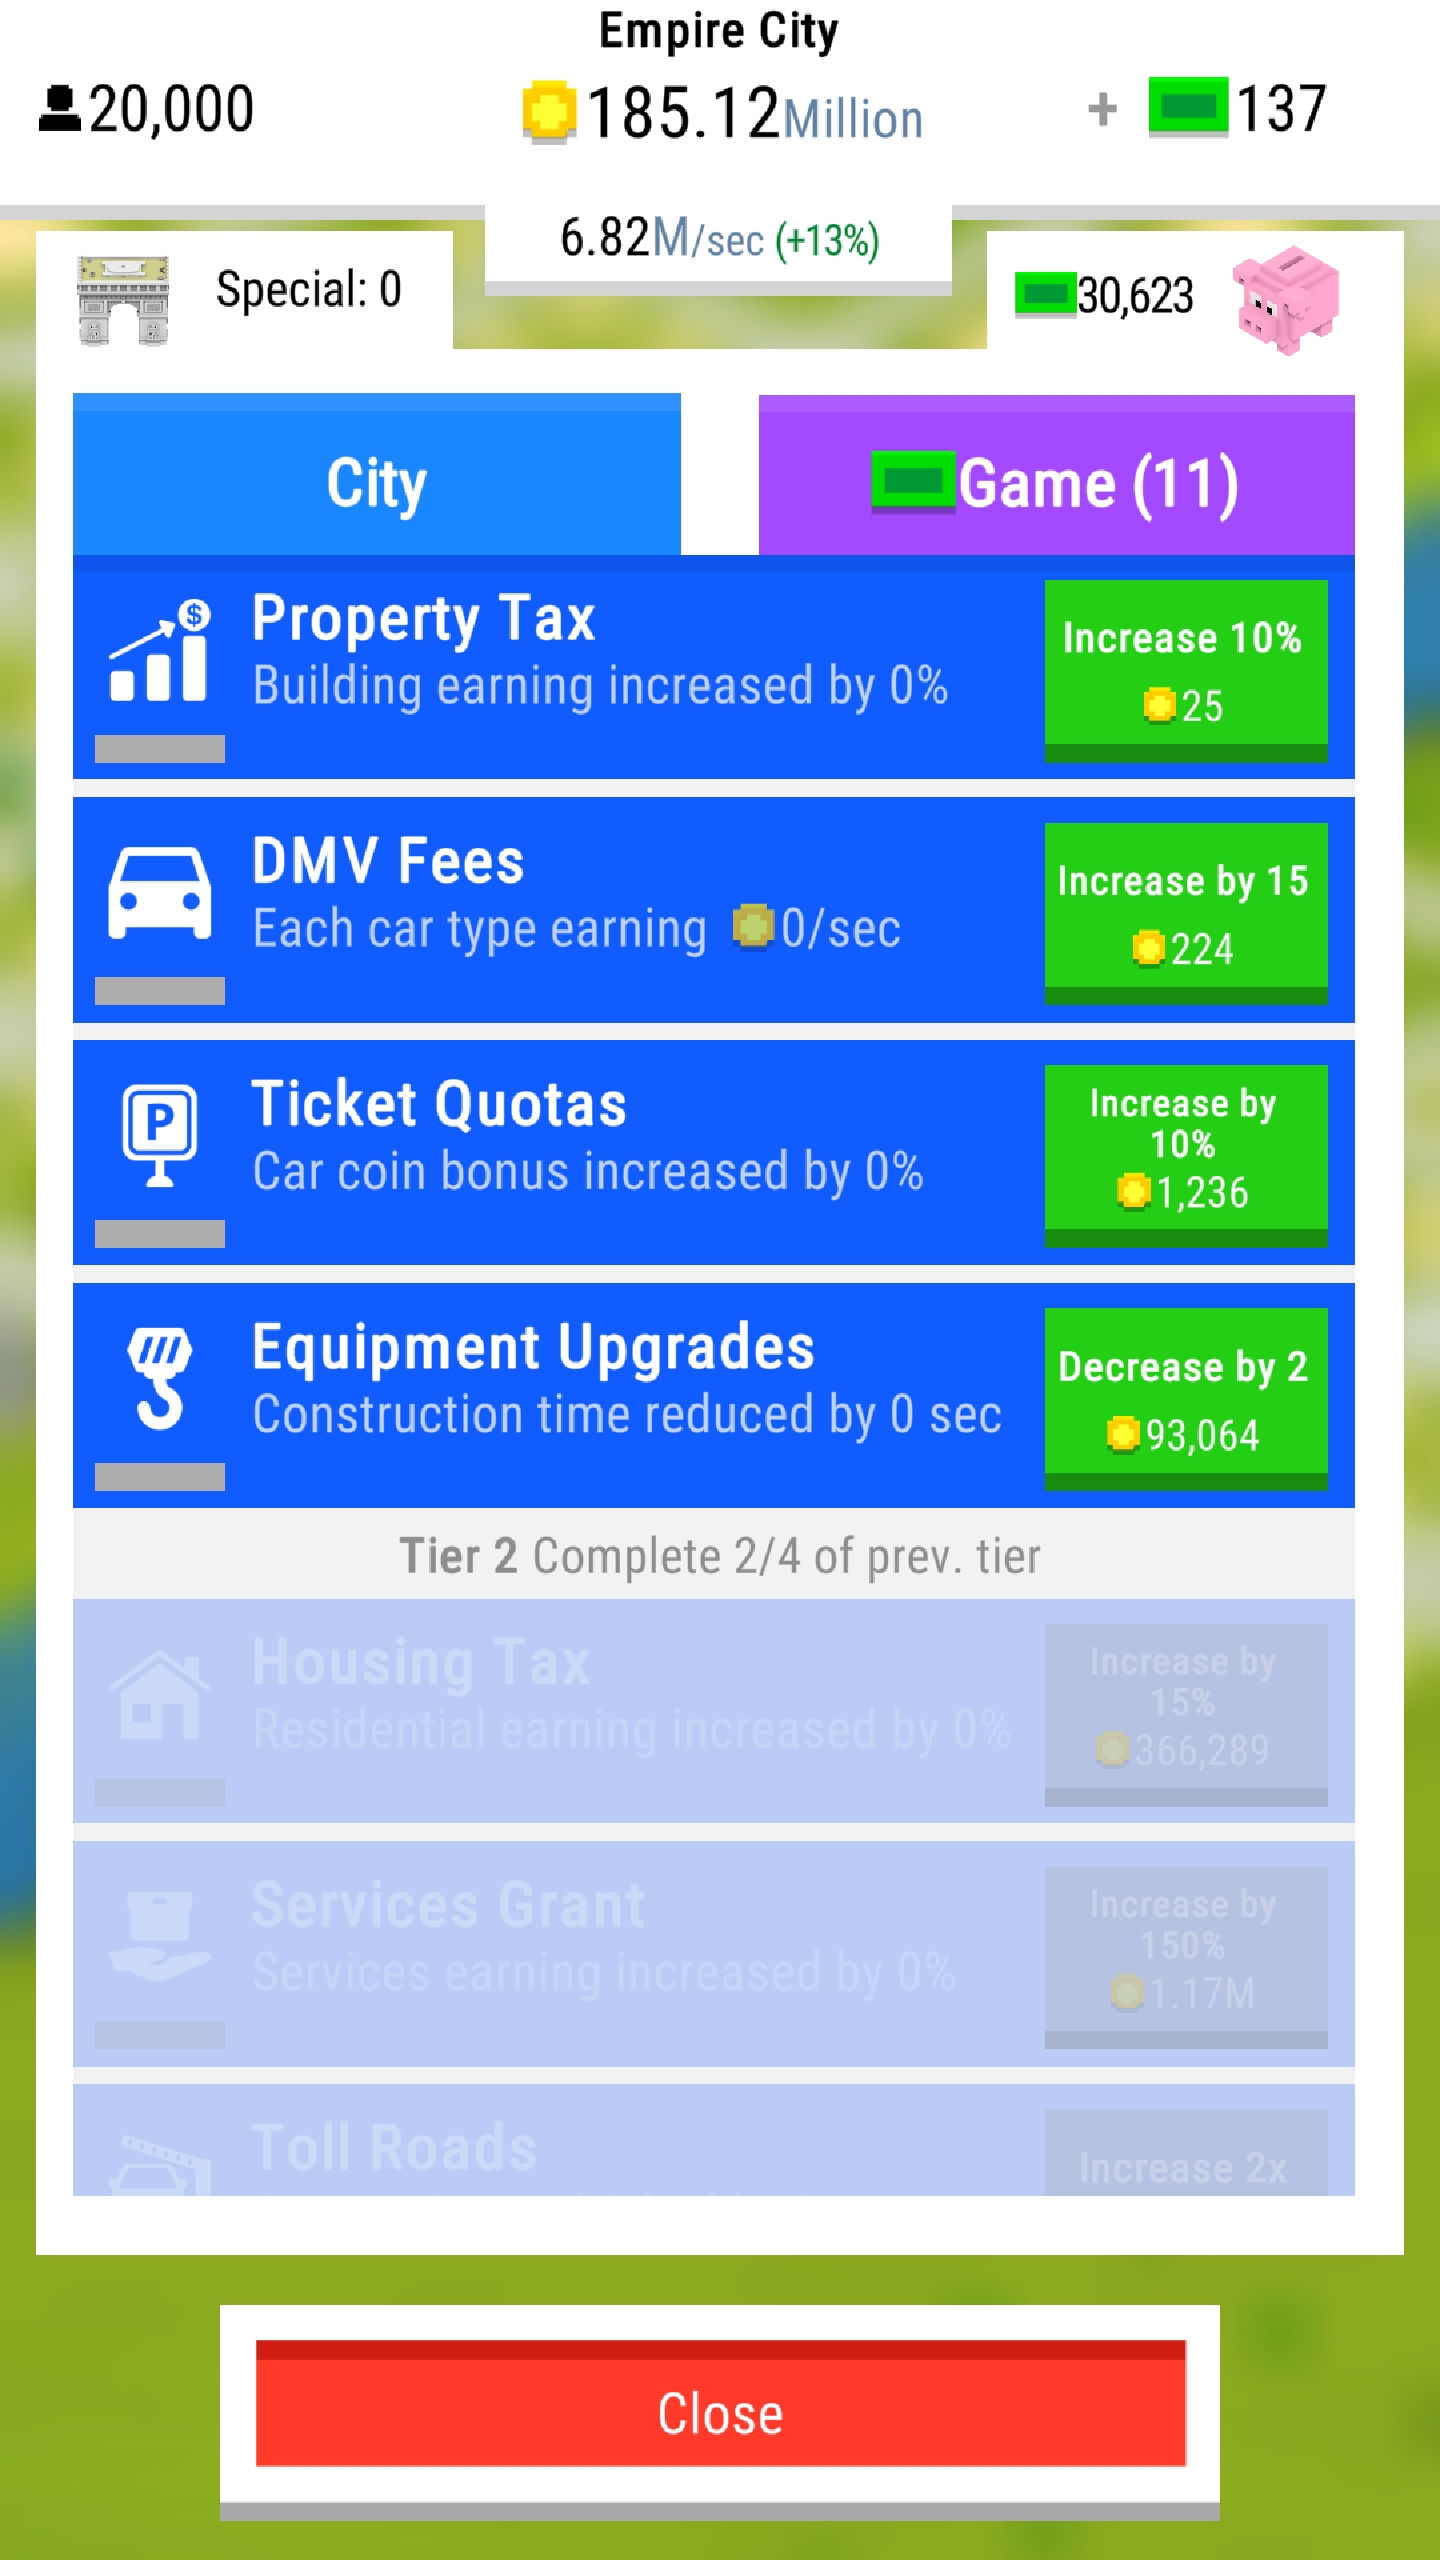 Empire City
20,000
185.12Million
+ 137
6.82M/sec (+13%)
Special: 0
30,623
City
Game (11)
Property Tax
Building earning increased by 0%
Increase 10%
25
DMV Fees
Each car type earning 0/sec
Increase by 15
224
P
Ticket Quotas
Car coin bonus increased by 0%
Increase by
10%
1,236
Equipment Upgrades
Construction time reduced by 0 sec
Decrease by 2
93,064
Tier 2 Complete 2/4 of prev. tier
Housing Tax
Residential earning increased by 0%
Increase by
15%
366,289
Services Grant
Services earning increased by 0%
Increase by
150%
1.17M
Toll Roads
Increase 2x
Close